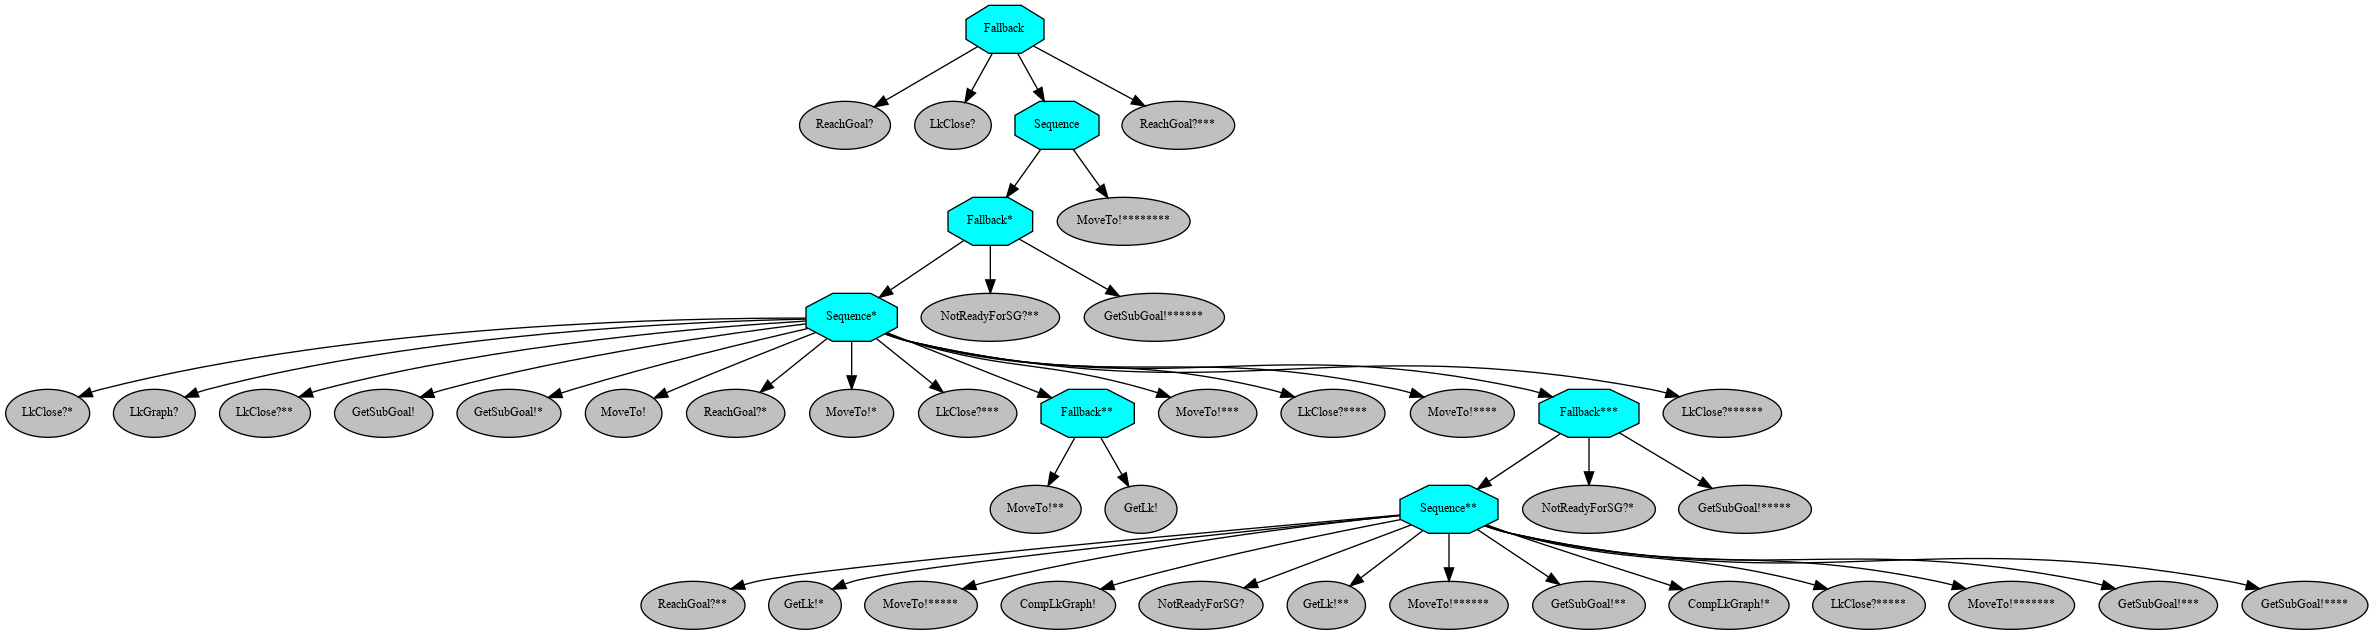 Fallback
ReachGoal?
LkClose?
Sequence
ReachGoal?***
Fallback*
MoveTo!********
Sequence*
NotReadyForSG?**
GetSubGoal!******
LkClose?*
LkGraph?
LkClose?**
GetSubGoal!
GetSubGoal!*
MoveTo!
ReachGoal?*
MoveTo!*
LkClose?***
Fallback**
MoveTo!***
LkClose?****
MoveTo!****
Fallback***
LkClose?******
MoveTo!**
GetLk!
Sequence**
NotReadyForSG?*
GetSubGoal!*****
ReachGoal?**
GetLk!*
MoveTo!*****
CompLkGraph!
NotReadyForSG?
GetLk!**
MoveTo!******
GetSubGoal!**
CompLkGraph!*
LkClose?*****
MoveTo!*******
GetSubGoal!***
GetSubGoal!****